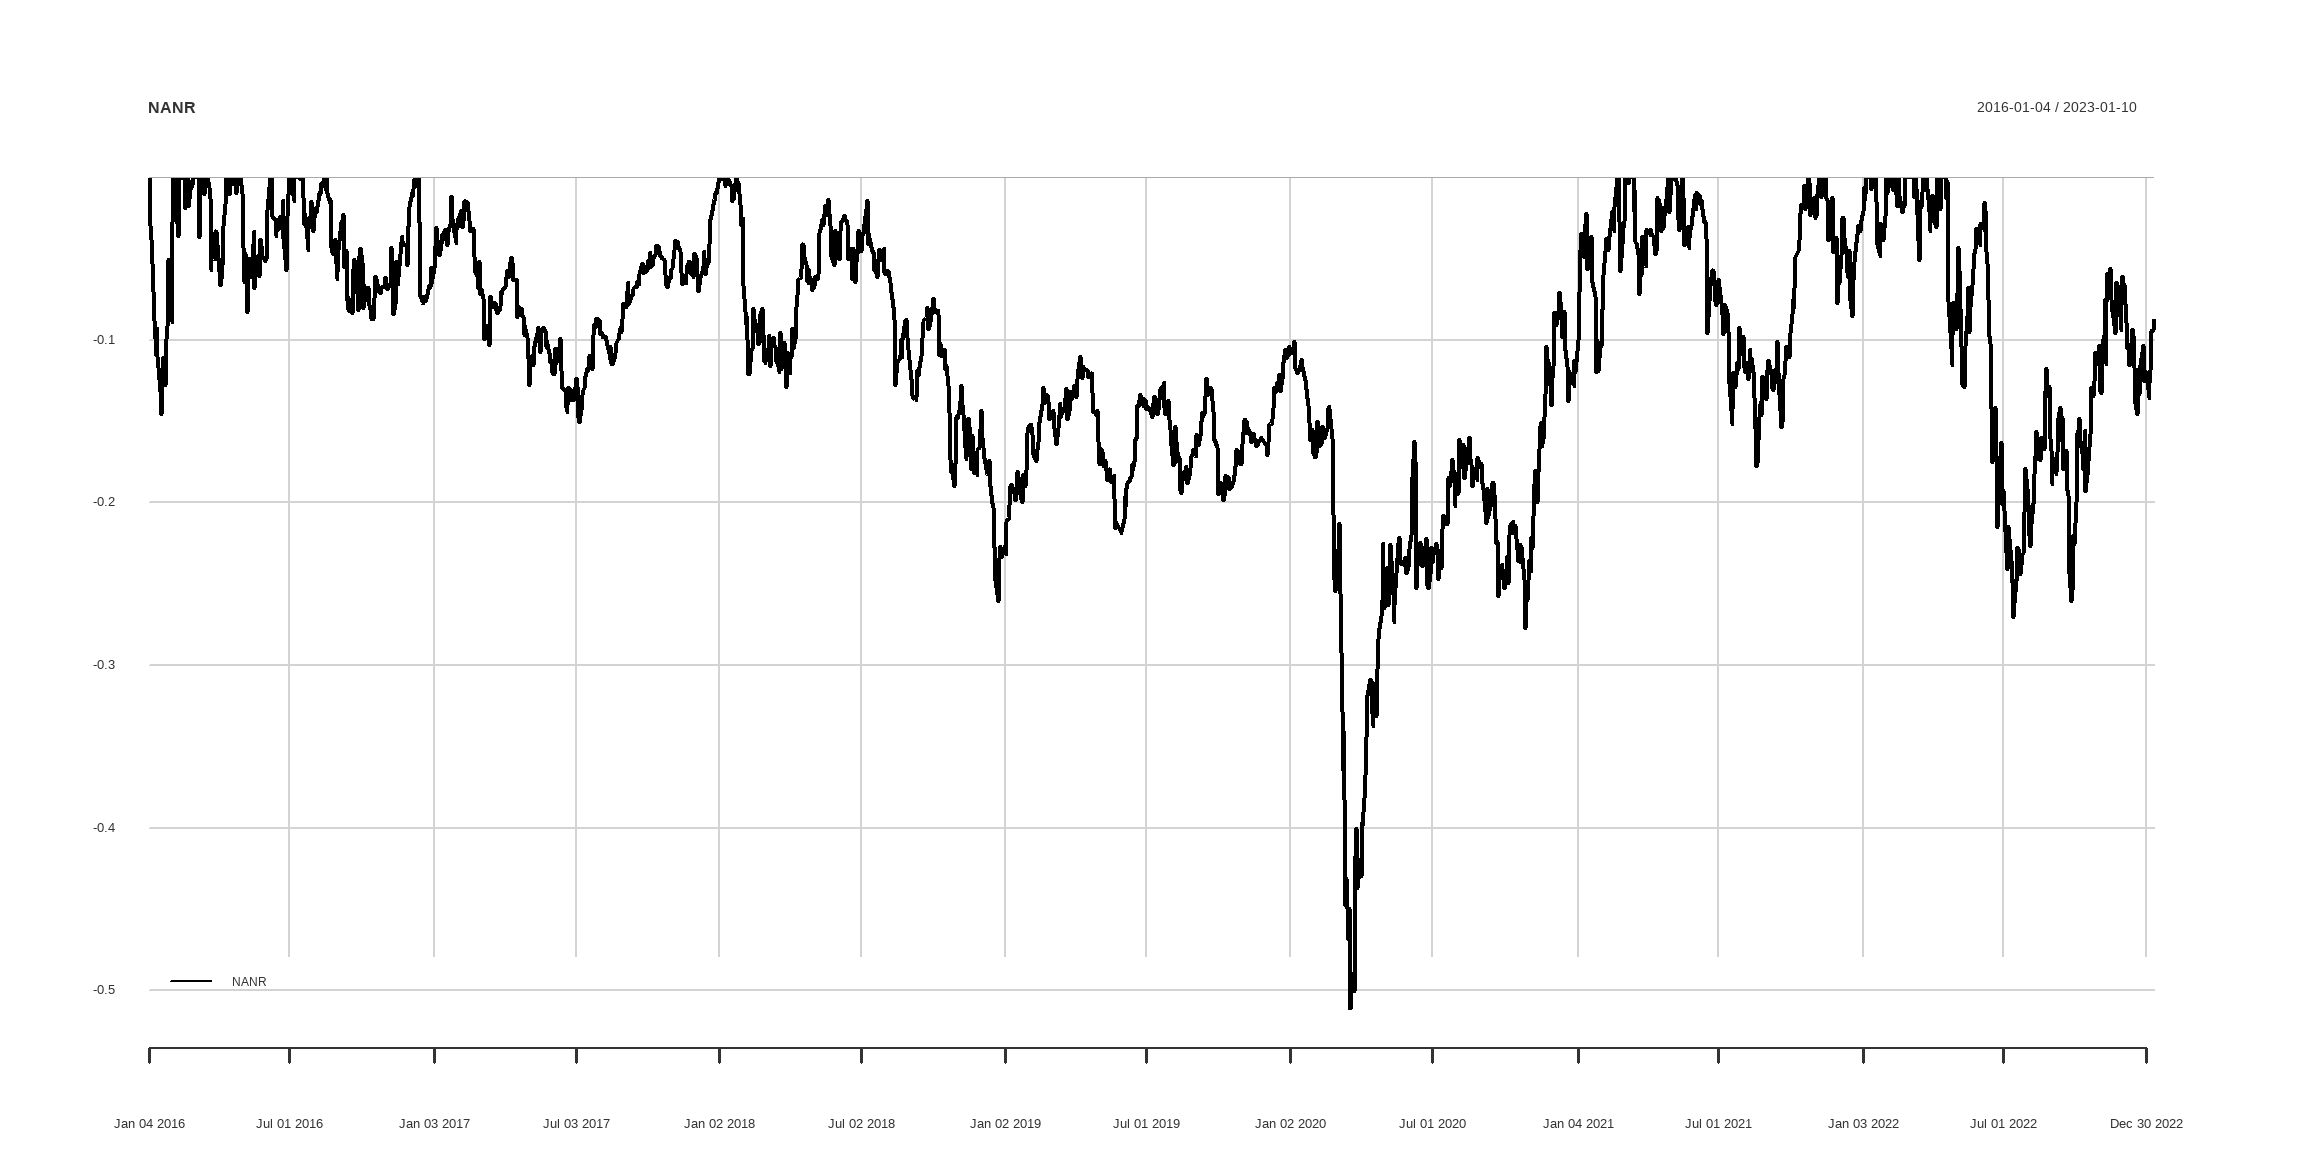 NANR
2016-01-04 / 2023-01-10
-0.1
-0.2
-0.3
-0.4
-0.5
NANR
Jan 04 2016
Jul 01 2016
Jan 03 2017
Jul 03 2017
Jan 02 2018
Jul 02 2018
Jan 02 2019
Jul 01 2019
Jan 02 2020
Jul 01 2020
Jan 04 2021
Jul 01 2021
Jan 03 2022
Jul 01 2022
Dec 30 2022